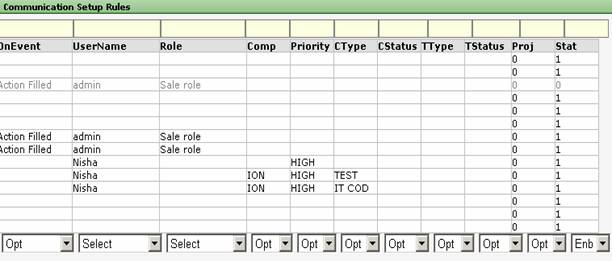 Communication Setup Rules
OnEvent UserName Role Comp Priority CType CStatus TType TStatus Proj Stat
0 1
0 1
Action Filled admin Sale role 0 0
0 1
0 1
0 1
Action Filled admin Sale role 0 1
Action Filled admin Sale role 0 1
Nisha HIGH 0 1
Nisha ION HIGH TEST 0 1
Nisha ION HIGH IT COD 0 1
0 1
0 1
0 1
Opt Select Select Opt Opt Opt Opt Opt Opt Opt Enb